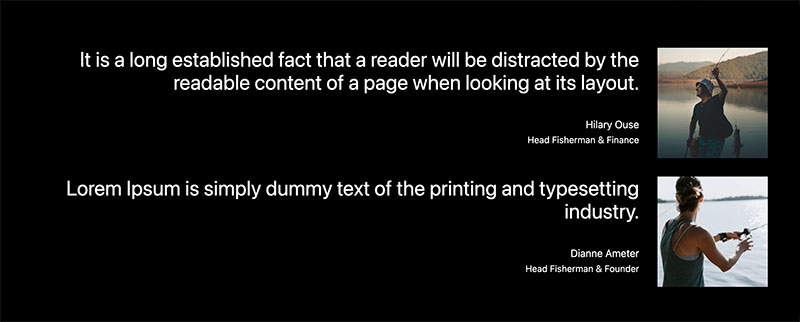 It is a long established fact that a reader will be distracted by the
readable content of a page when looking at its layout.
Hilary Ouse
Head Fisherman & Finance
Lorem Ipsum is simply dummy text of the printing and typesetting
industry.
Dianne Ameter
Head Fisherman & Founder